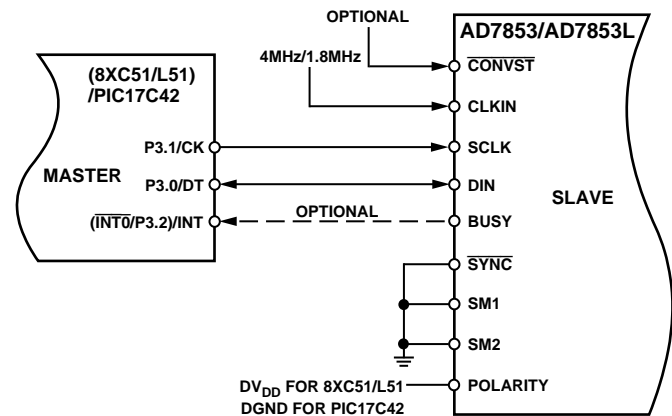 OPTIONAL
AD7853/AD7853L
4MHz/1.8MHz
CONVST
(8XC51/L51)
/PIC17C42
CLKIN
P3.1/CK
SCLK
MASTER
P3.0/DT
DIN
SLAVE
OPTIONAL
(INT0/P3.2)/INT
BUSY
SYNC
SM1
SM2
DVDD FOR 8XC51/L51
POLARITY
DGND FOR PIC17C42